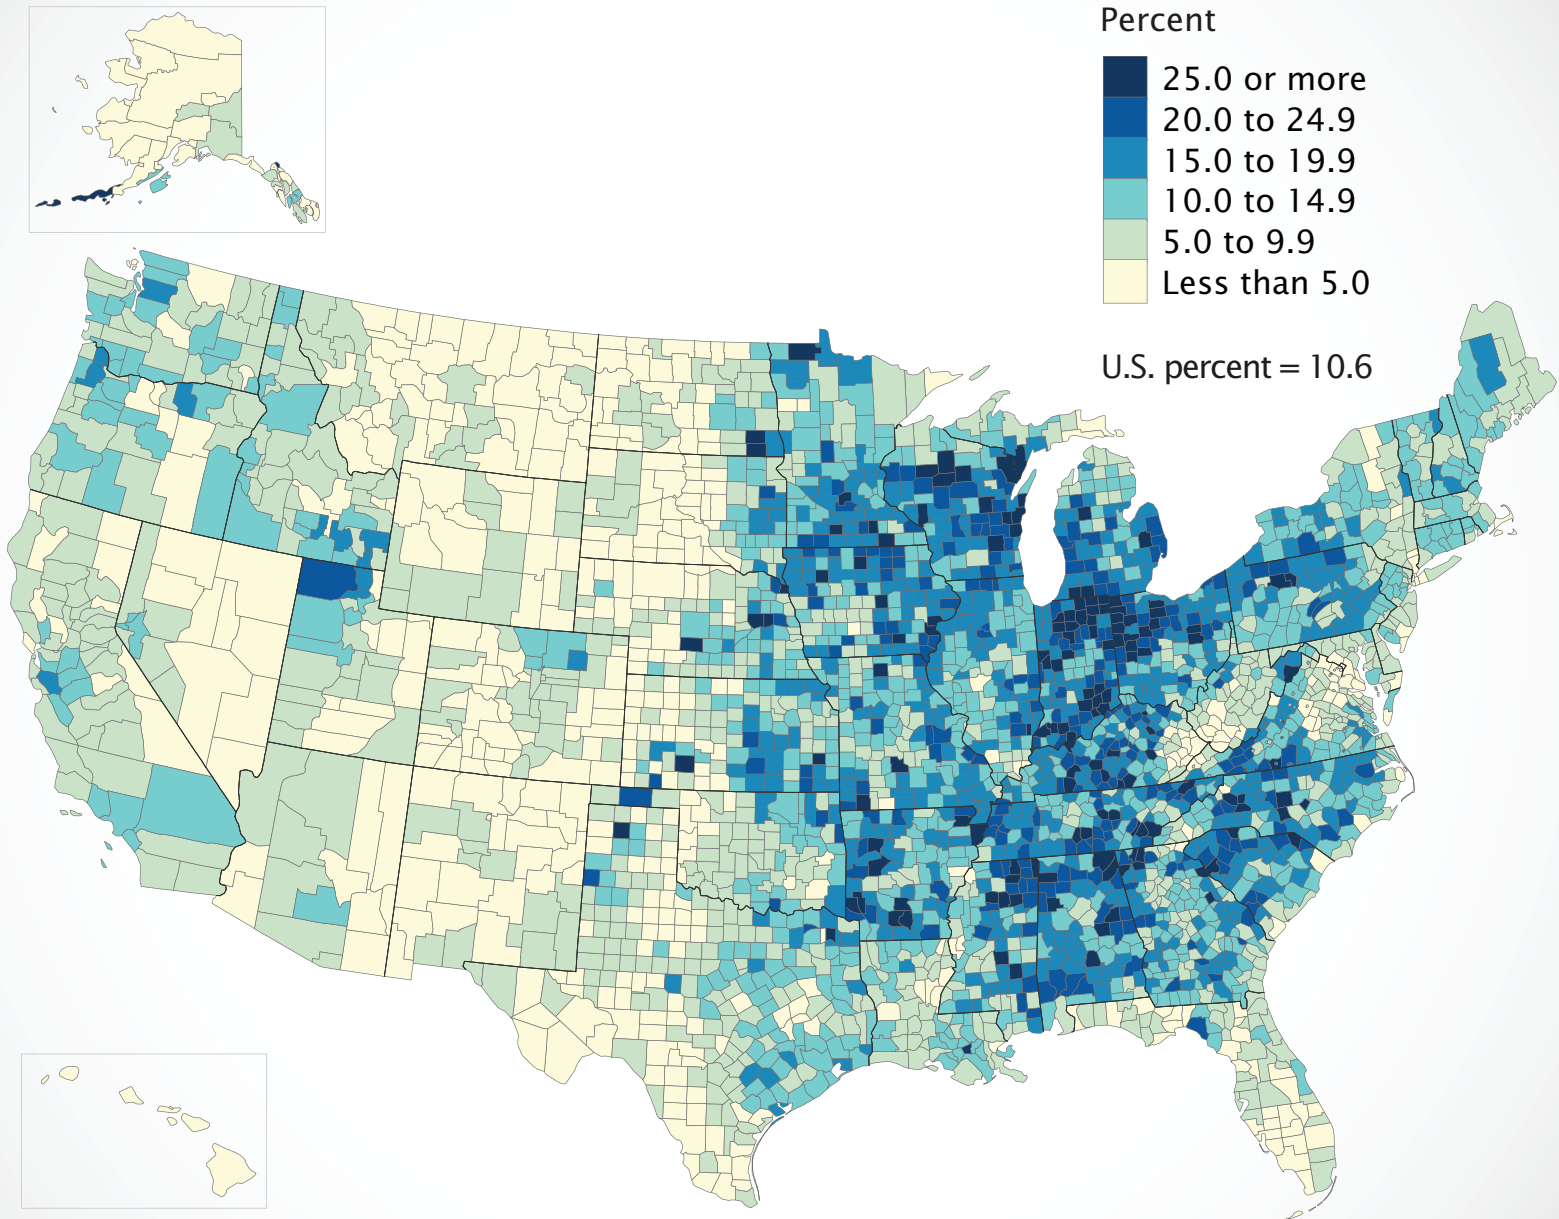 Percent
25.0 or more
20.0 to 24.9
15.0 to 19.9
10.0 to 14.9
5.0 to 9.9
Less than 5.0
U.S. percent = 10.6